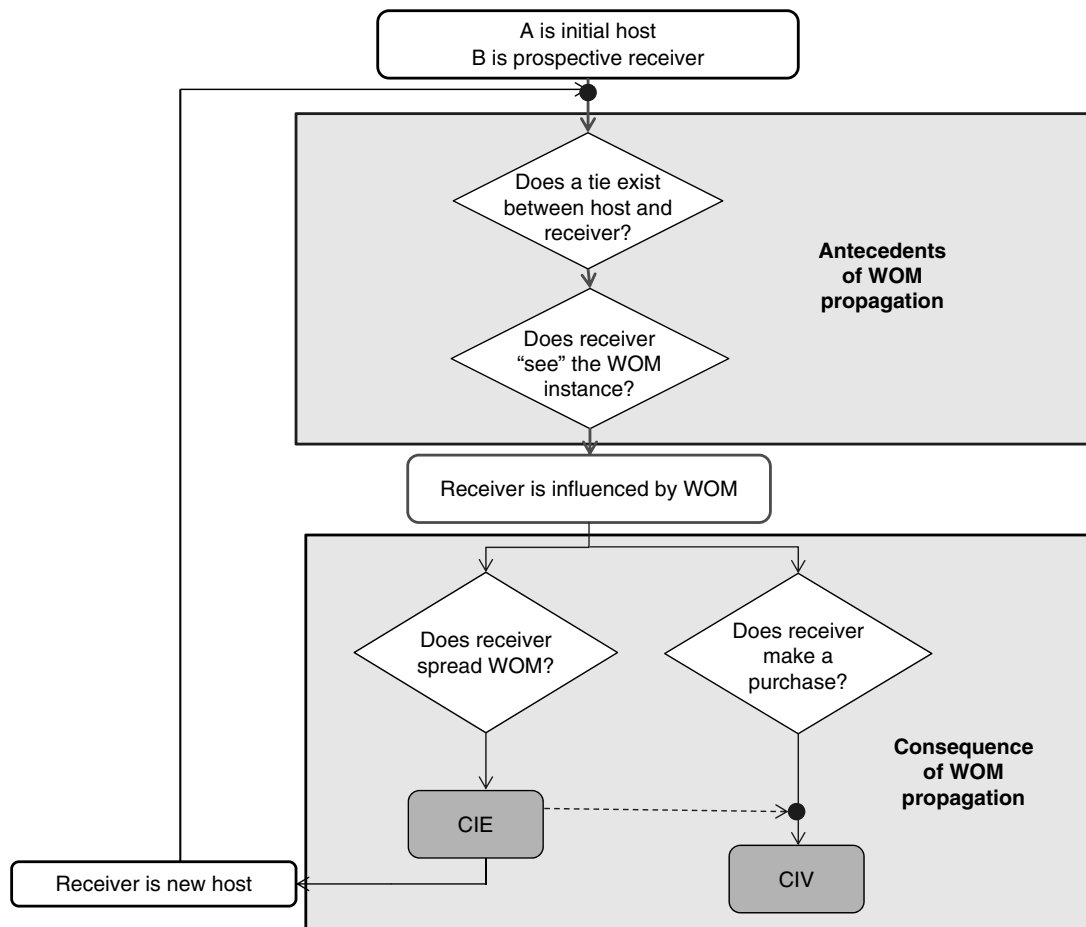 A is initial host
B is prospective receiver
Does a tie exist
between host and
receiver?
Antecedents
of WOM
propagation
Does receiver
“see” the WOM
instance?
Receiver is influenced by WOM
Does receiver
spread WOM?
Does receiver
make a
purchase?
Consequence
of WOM
propagation
CIE
CIV
Receiver is new host